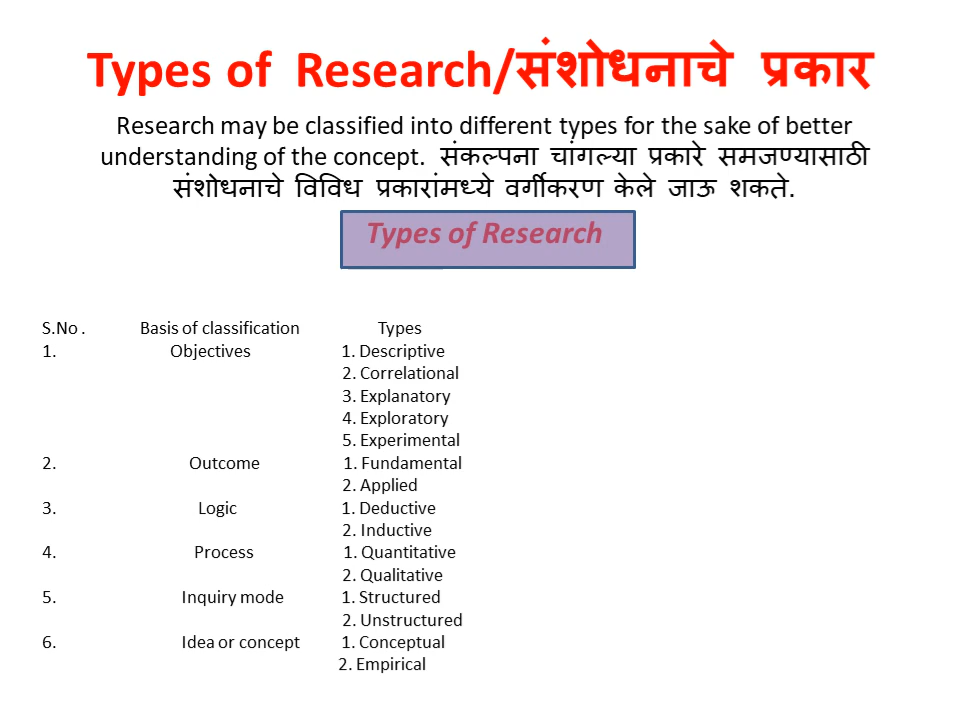 Types of Research/संशोधनाचे प्रकार
Research may be classified into different types for the sake of better
understanding of the concept. संकल्पना चांगल्या प्रकारे समजण्यासाठी
संशोधनाचे विविध प्रकारांमध्ये वर्गीकरण केले जाऊ शकते.
Types of Research
S.No . Basis of classification Types
1. Objectives 1. Descriptive
2. Correlational
3. Explanatory
4. Exploratory
5. Experimental
2. Outcome 1. Fundamental
2. Applied
3. Logic 1. Deductive
2. Inductive
4. Process 1. Quantitative
2. Qualitative
5. Inquiry mode 1. Structured
2. Unstructured
6. Idea or concept 1. Conceptual
2. Empirical